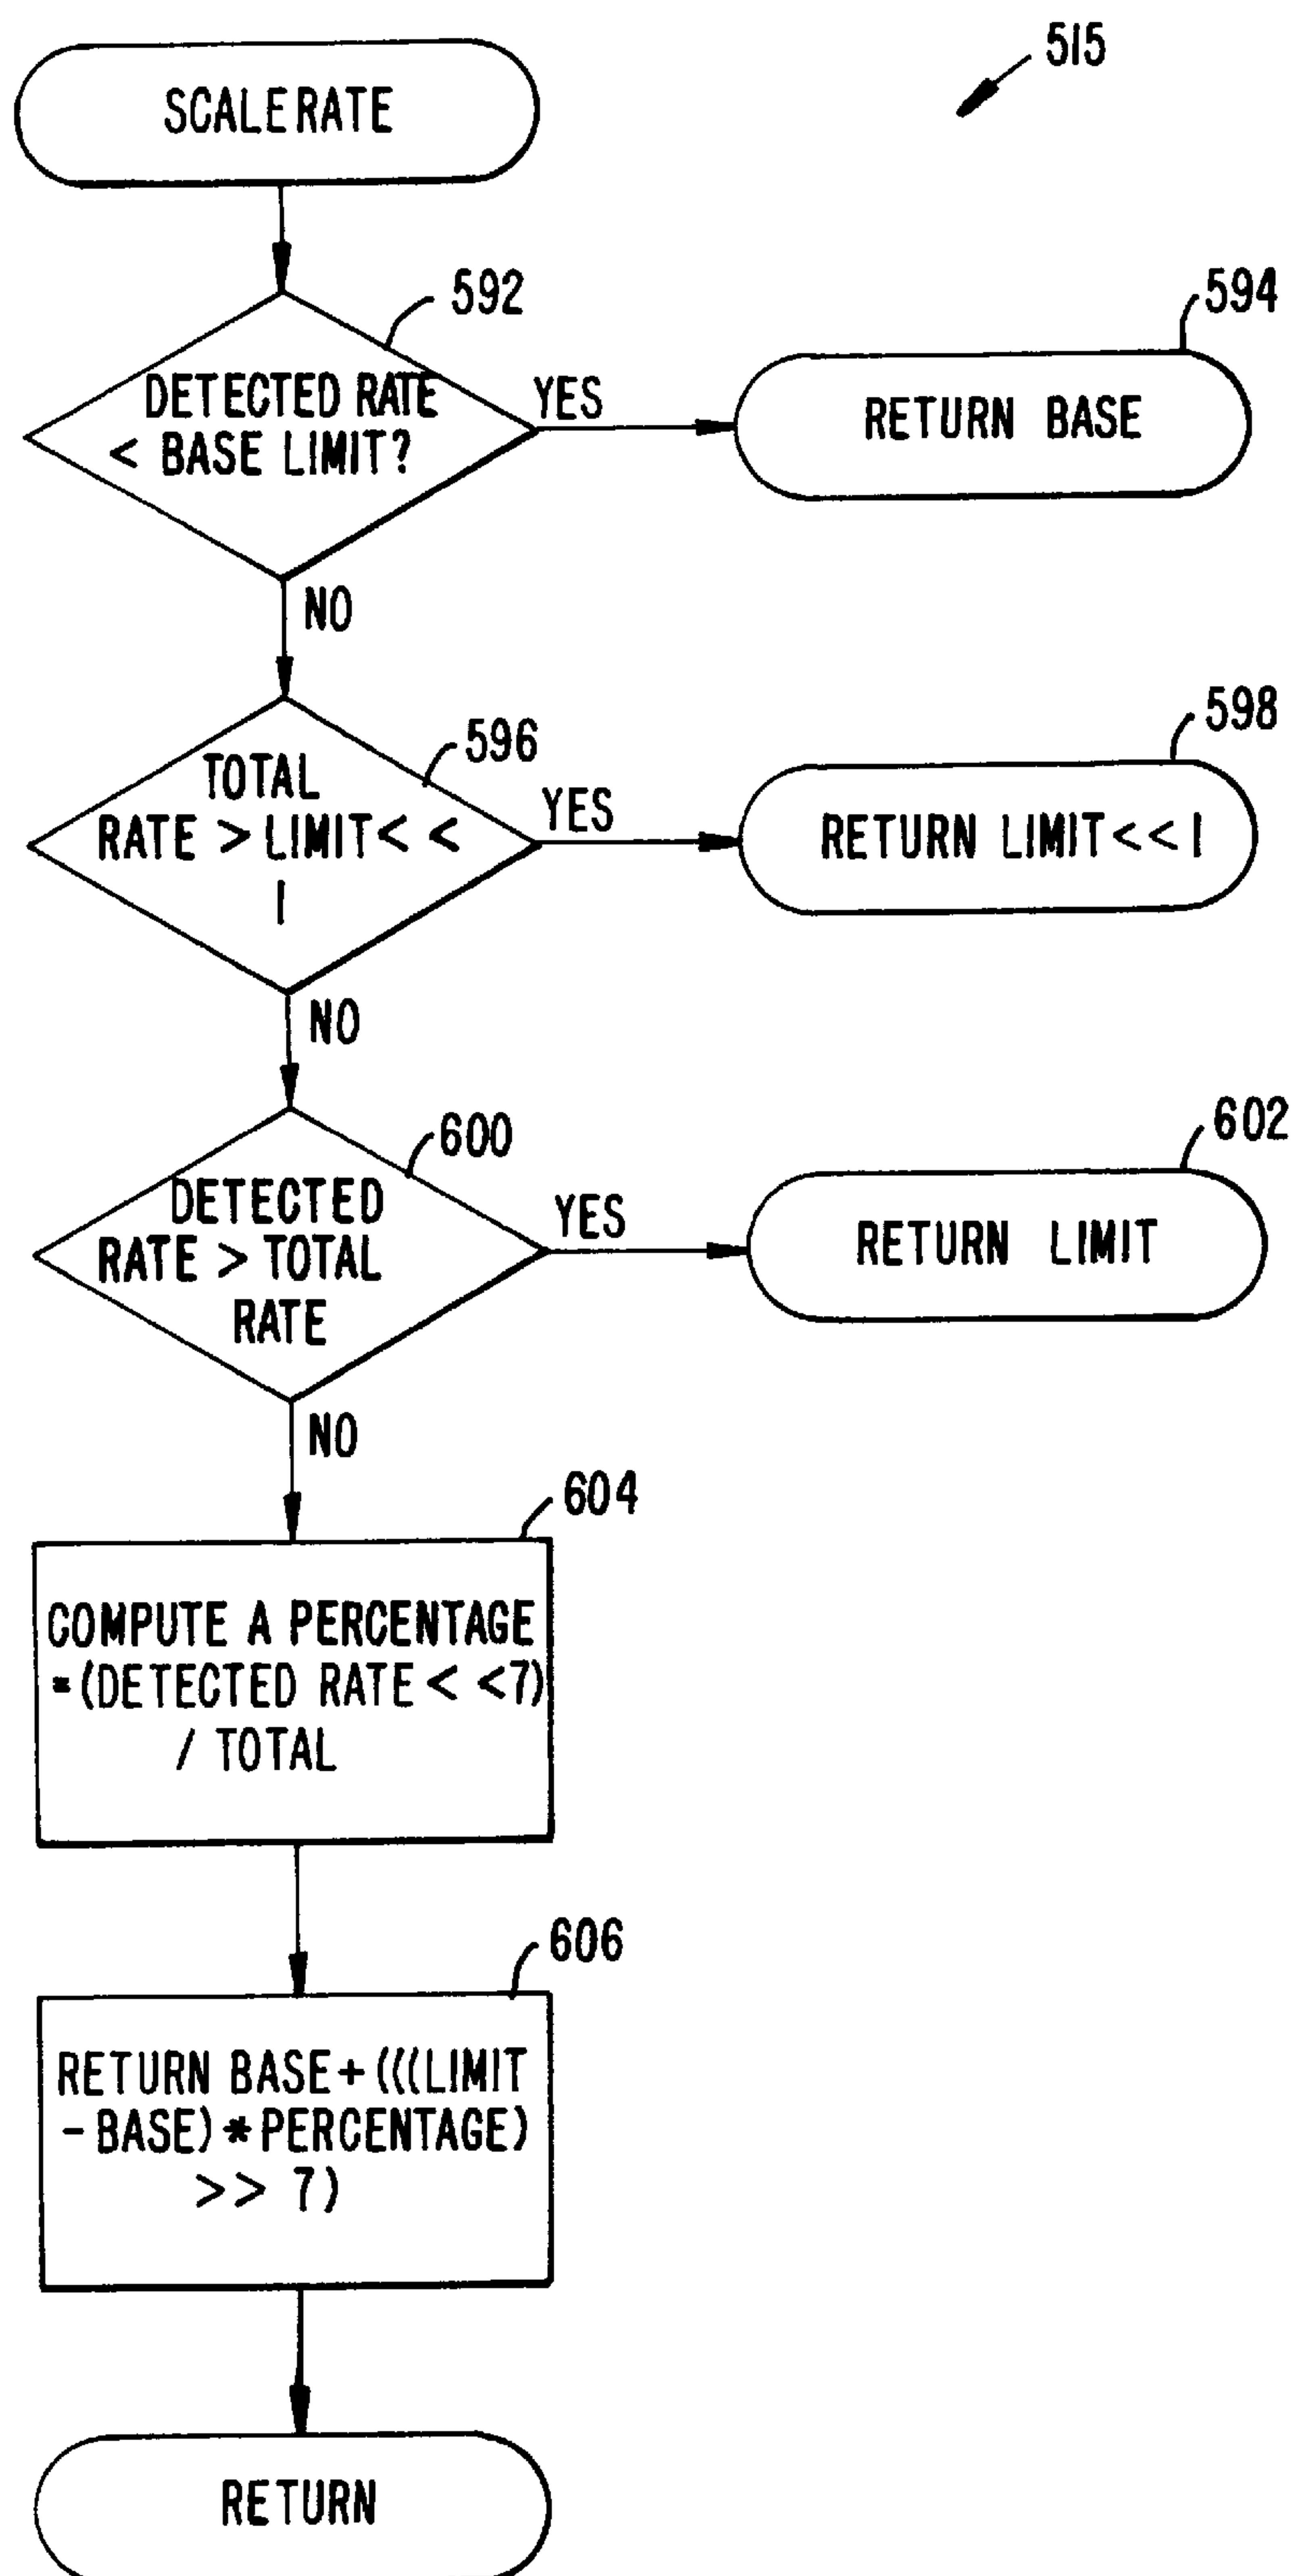 515
SCALERATE
592
DETECTED RATE
< BASE LIMIT?
YES
594
RETURN BASE
NO
596
TOTAL
RATE > LIMIT < <
1
YES
598
RETURN LIMIT < < 1
NO
600
DETECTED
RATE > TOTAL
RATE
YES
602
RETURN LIMIT
NO
604
COMPUTE A PERCENTAGE
= (DETECTED RATE < <7)
/ TOTAL
606
RETURN BASE + (((LIMIT
- BASE) * PERCENTAGE)
>> 7)
RETURN